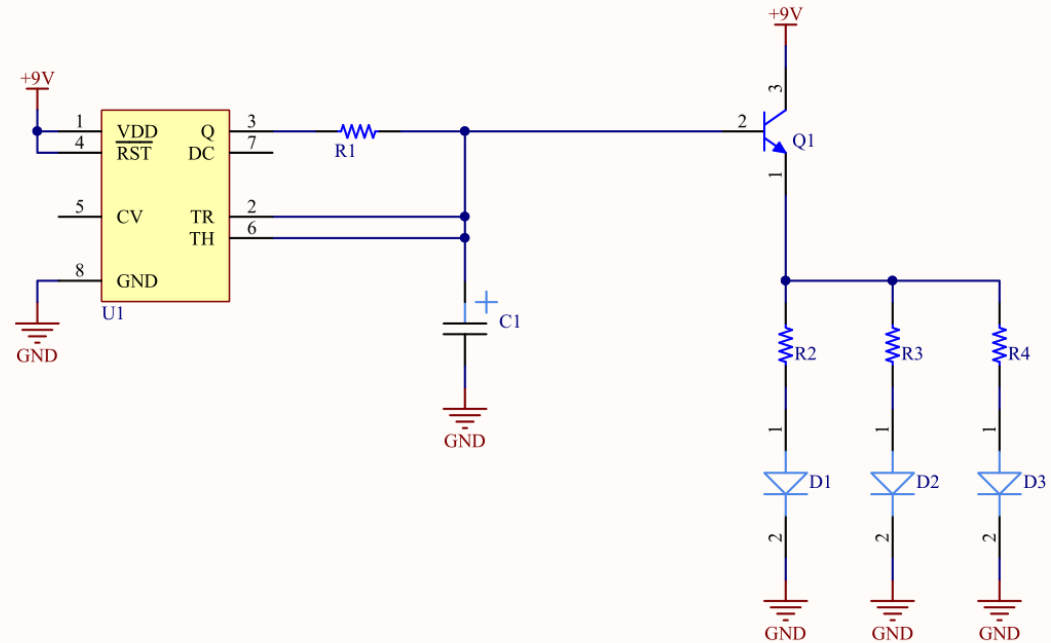 +9V
+9V
3
2
Q1
1
1
VDD
Q
3
R1
4
RST
DC
7
5
CV
TR
2
TH
6
8
GND
U1
GND
C1
GND
R2
R3
R4
1
1
1
D1
D2
D3
2
2
2
GND
GND
GND